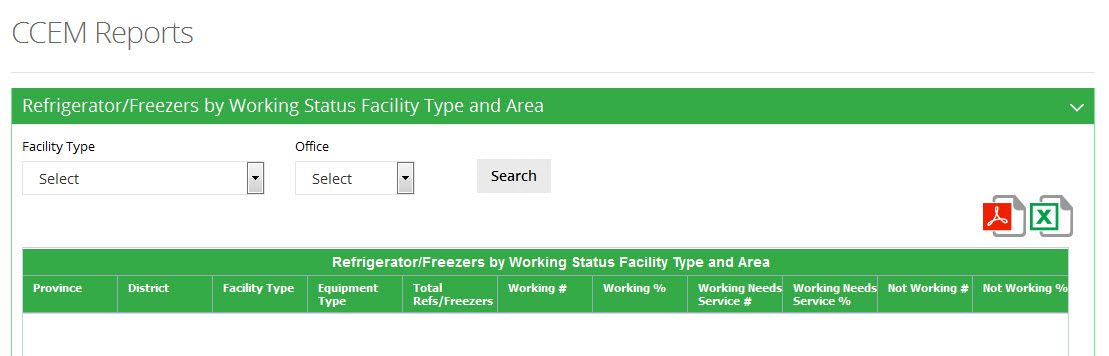 CCEM Reports
Refrigerator/Freezers by Working Status Facility Type and Area
Facility Type
Office
Select
Select
Search
Refrigerator/Freezers by Working Status Facility Type and Area
Province
District
Facility Type
Equipment
Type
Total
Refs/Freezers
Working #
Working %
Working Needs
Service #
Working Needs
Service %
Not Working #
Not Working %